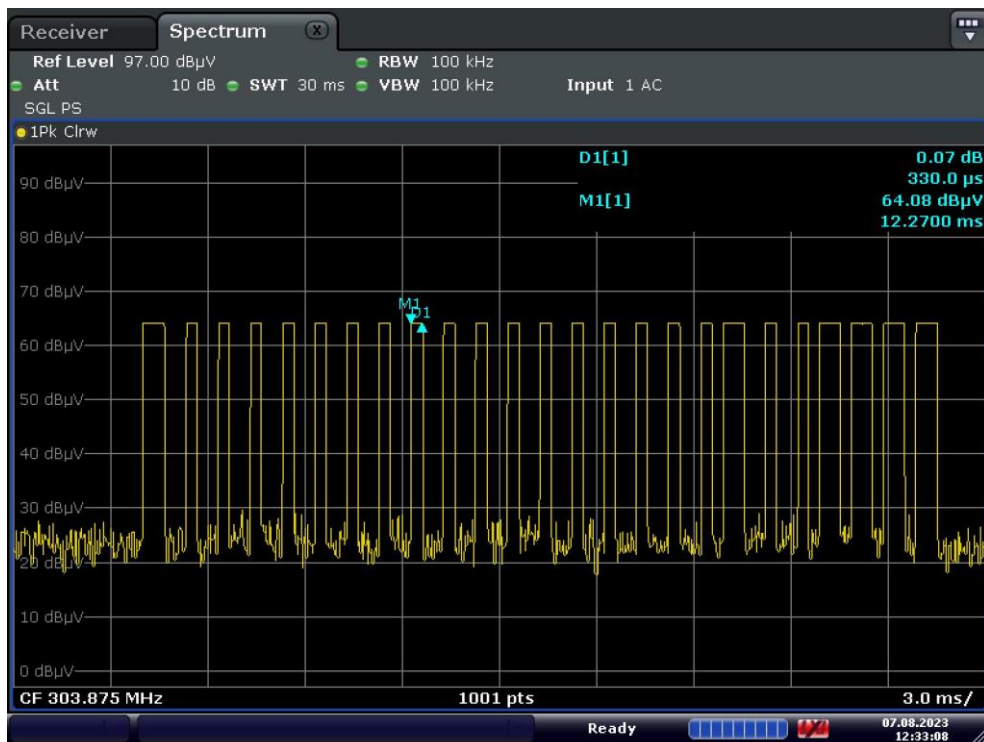 Receiver Spectrum X
Ref Level 97.00 dBµV RBW 100 kHz
Att 10 dB SWT 30 ms VBW 100 kHz Input 1 AC
SGL PS
1Pk Clrw
D1[1] 0.07 dB
330.0 µs
M1[1] 64.08 dBµV
12.2700 ms
90 dBµV
80 dBµV
70 dBµV
M1
D1
60 dBµV
50 dBµV
40 dBµV
30 dBµV
20 dBµV
10 dBµV
0 dBµV
CF 303.875 MHz 1001 pts 3.0 ms/
Ready 07.08.2023
12:33:08